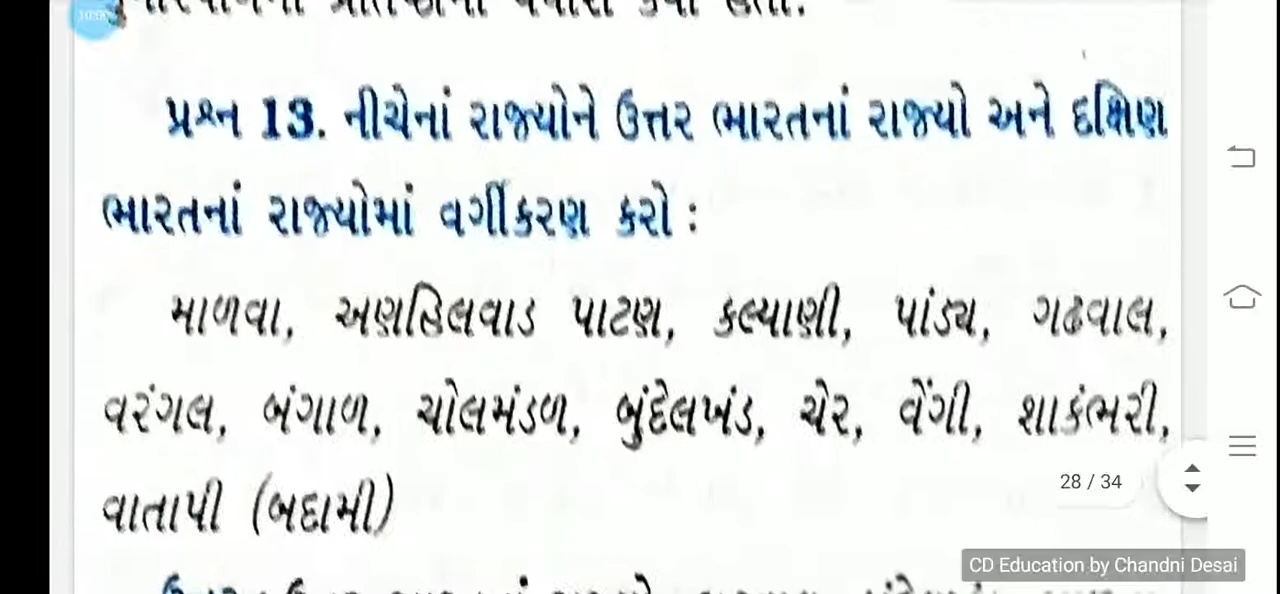 પ્રશ્ન 13. નીચેનાં રાજ્યોને ઉત્તર ભારતનાં રાજ્યો અને દક્ષિણ
ભારતનાં રાજ્યોમાં વર્ગીકરણ કરો :
માળવા, અણહિલવાડ પાટણ, કલ્યાણી, પાંડ્ય, ગઢવાલ,
વરંગલ, બંગાળ, ચોલમંડળ, બુંદેલખંડ, ચેર, વેંગી, શાકંભરી,
વાતાપી (બદામી)
28 / 34
CD Education by Chandni Desai